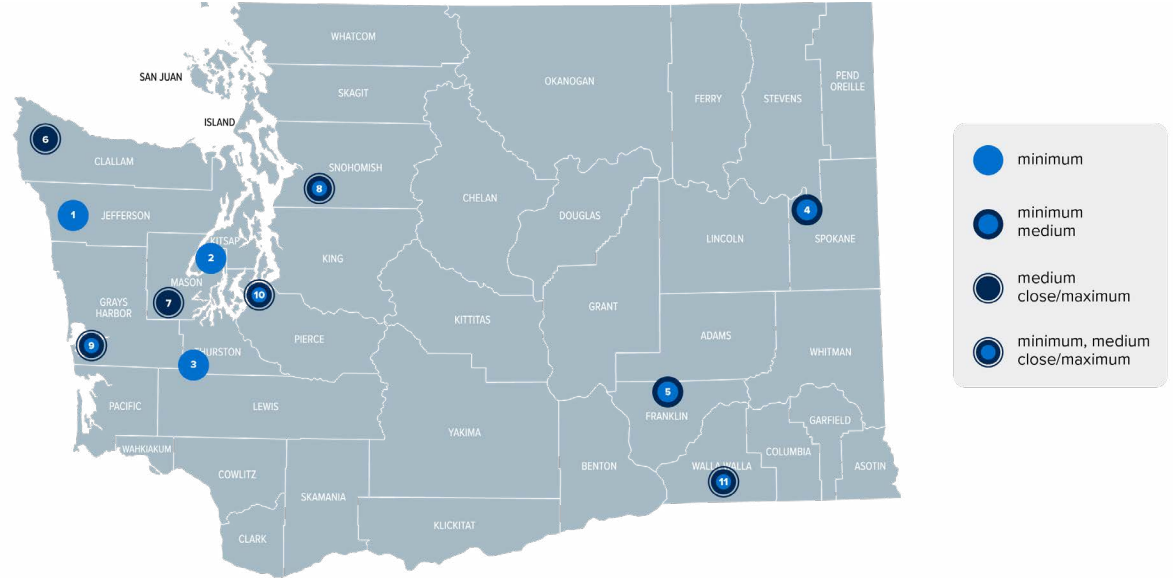 WHATCOM
SAN JUAN
SKAGIT
OKANOGAN
FERRY
STEVENS
PEND
OREILLE
ISLAND
6
CLALLAM
SNOHOMISH
8
CHELAN
1
JEFFERSON
DOUGLAS
4
SPOKANE
LINCOLN
KITSAP
2
KING
MASON
7
10
GRAYS
HARBOR
GRANT
KITTITAS
9
THURSTON
3
PIERCE
ADAMS
WHITMAN
5
FRANKLIN
PACIFIC
LEWIS
YAKIMA
GARFIELD
WAHKIAKUM
COLUMBIA
BENTON
WALLA WALLA
ASOTIN
11
COWLITZ
SKAMANIA
KLICKITAT
CLARK
minimum
minimum
medium
medium
close/maximum
minimum, medium
close/maximum